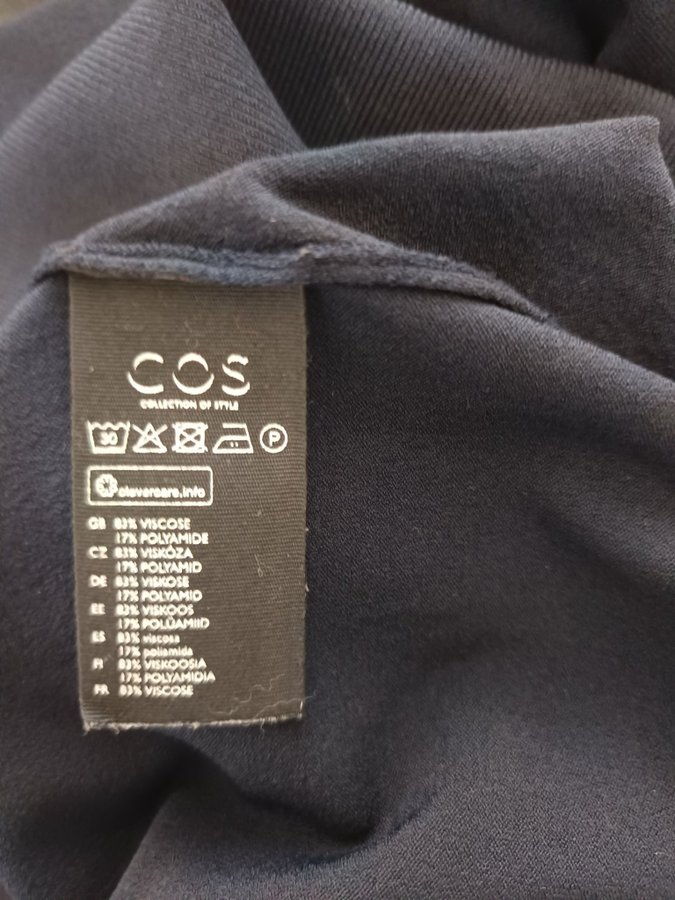 COS
COLLECTION OF STYLE
30 P
clevercare.info
GB 83% VISCOSE
17% POLYAMIDE
CZ 83% VISKÓZA
17% POLYAMID
DE 83% VISKOSE
17% POLYAMID
EE 83% VISKOOS
17% POLÜAMIID
ES 83% viscosa
17% poliamida
FI 83% VISKOOSIA
17% POLYAMIDIA
FR 83% VISCOSE